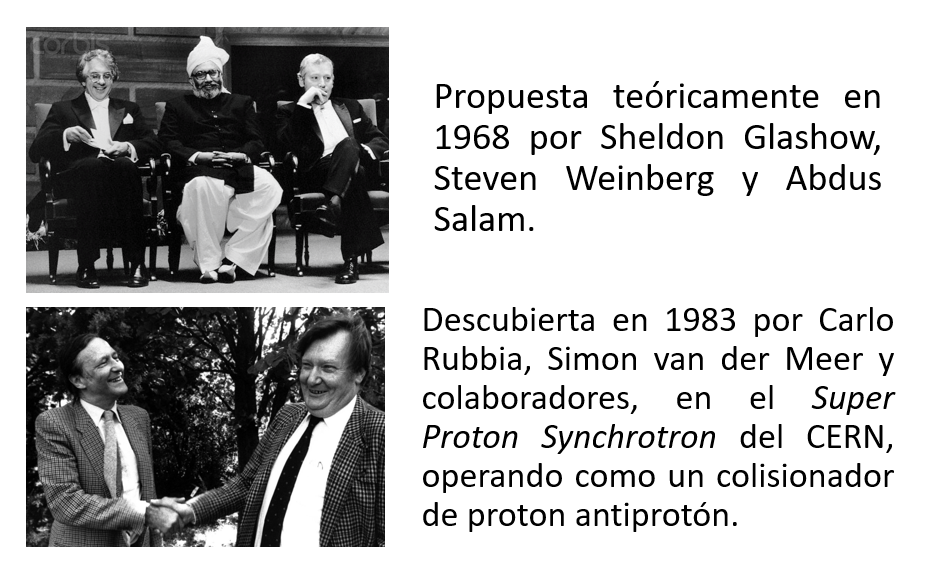 corbis
Propuesta teóricamente en
1968 por Sheldon Glashow,
Steven Weinberg y Abdus
Salam.
Descubierta en 1983 por Carlo
Rubbia, Simon van der Meer y
colaboradores, en el Super
Proton Synchrotron del CERN,
operando como un colisionador
de proton antiprotón.